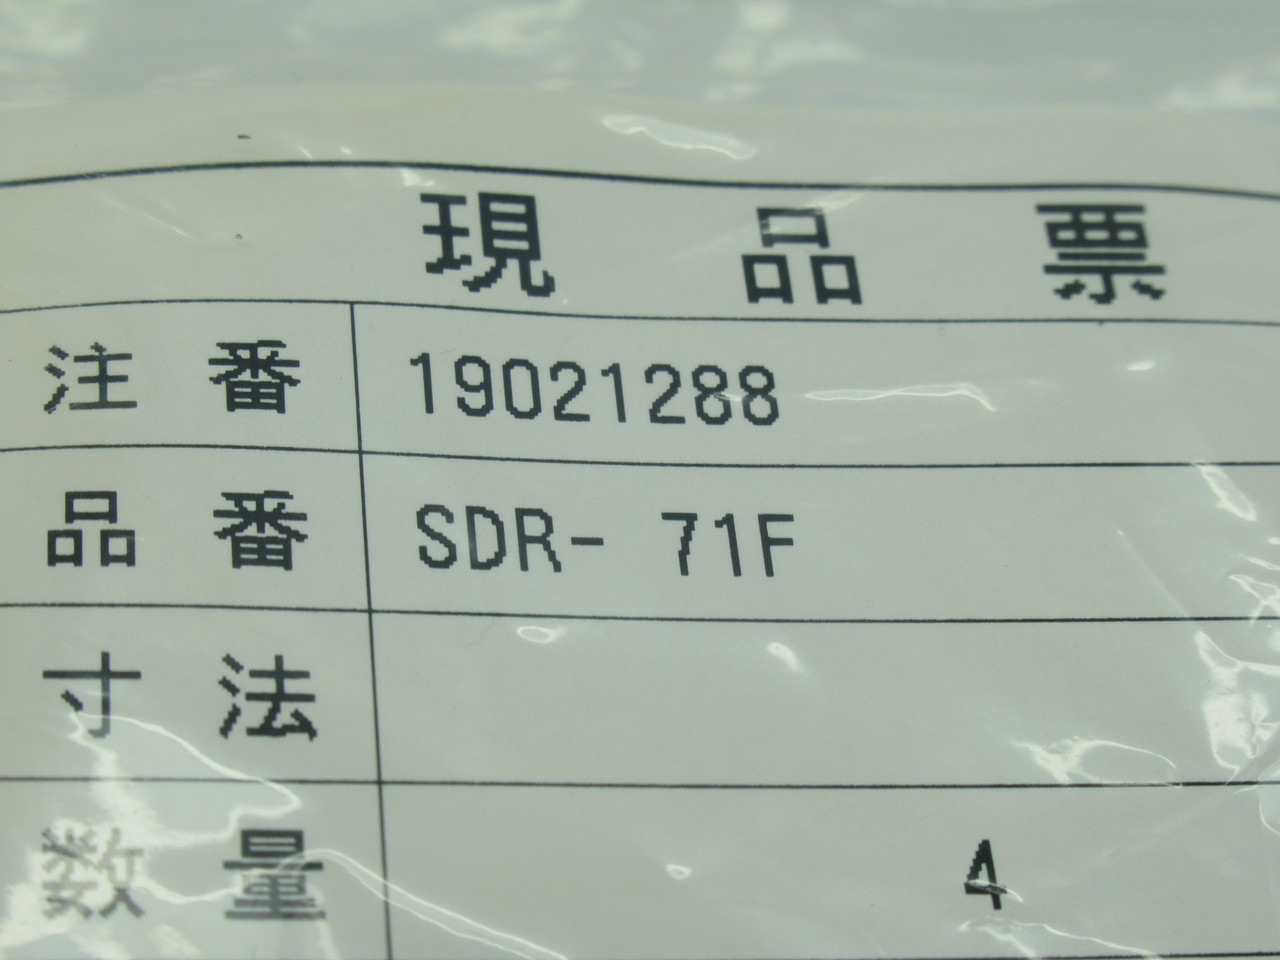 現 品 票
注 番 19021288
品 番 SDR- 71F
寸 法
数 量 4